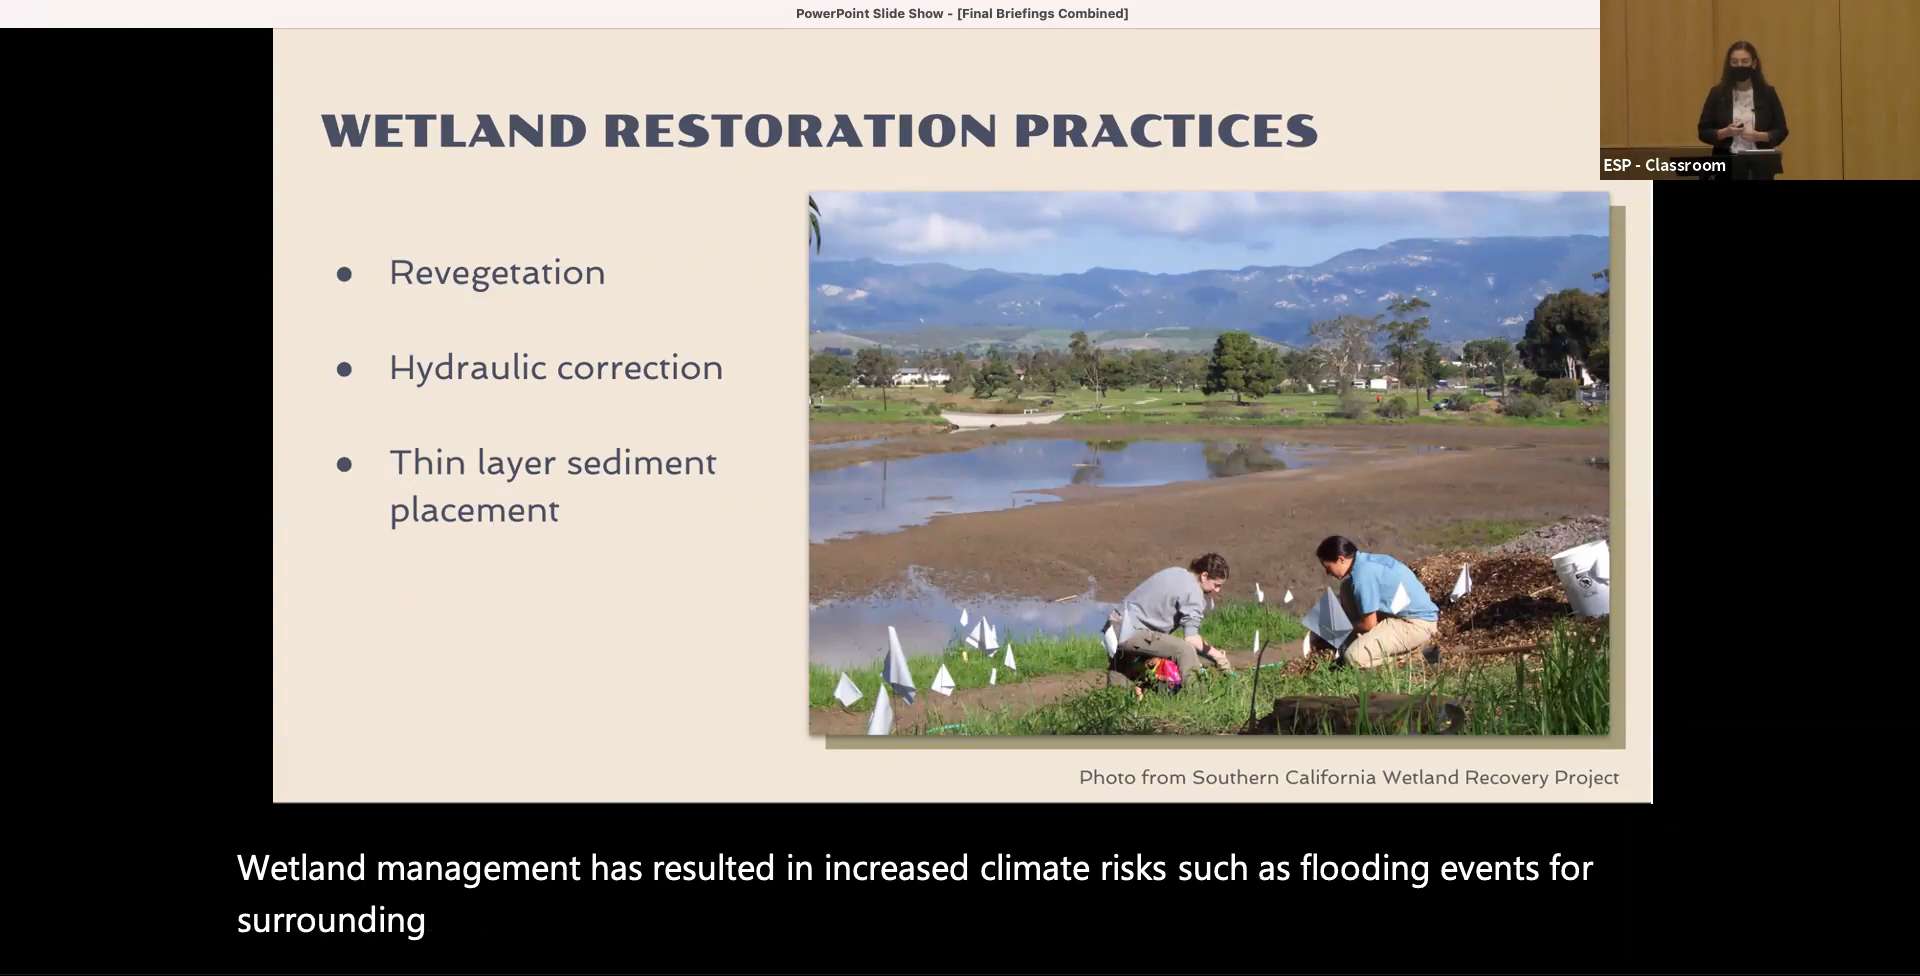 PowerPoint Slide Show - [Final Briefings Combined]
ESP - Classroom
WETLAND RESTORATION PRACTICES
● Revegetation
● Hydraulic correction
● Thin layer sediment
placement
Photo from Southern California Wetland Recovery Project
Wetland management has resulted in increased climate risks such as flooding events for
surrounding